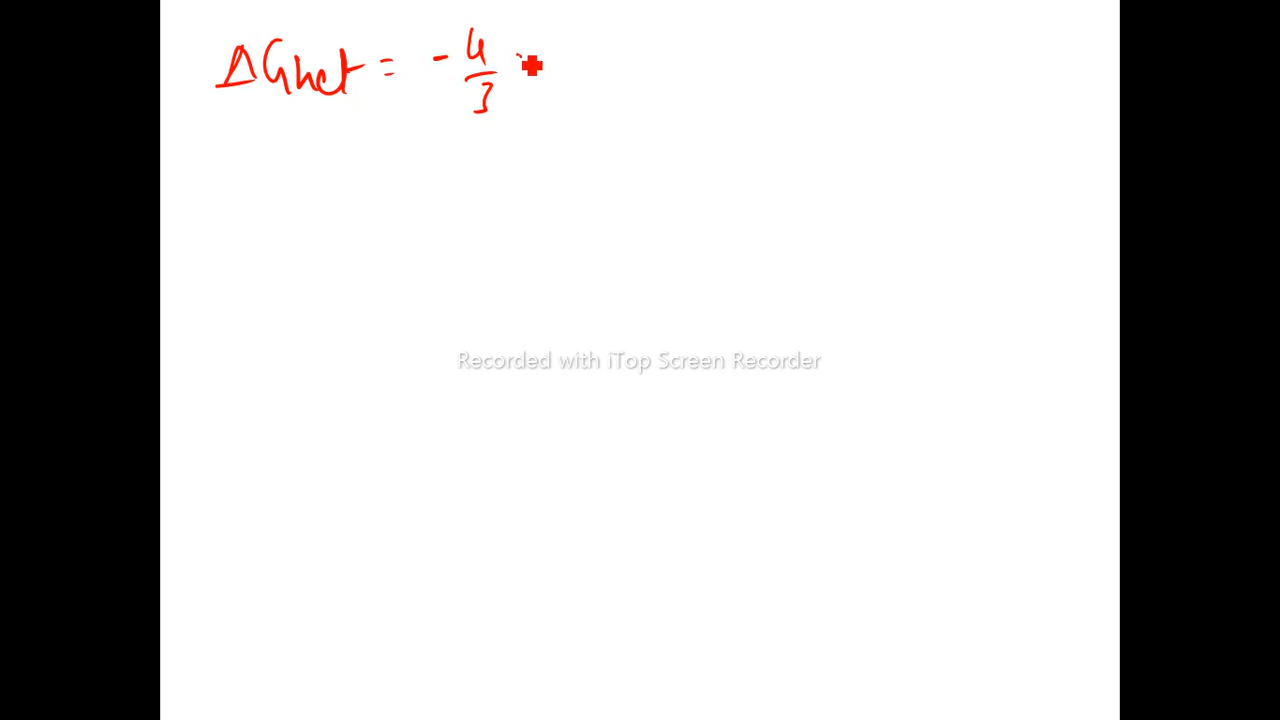 ΔGnet = - 4/3
Recorded with iTop Screen Recorder